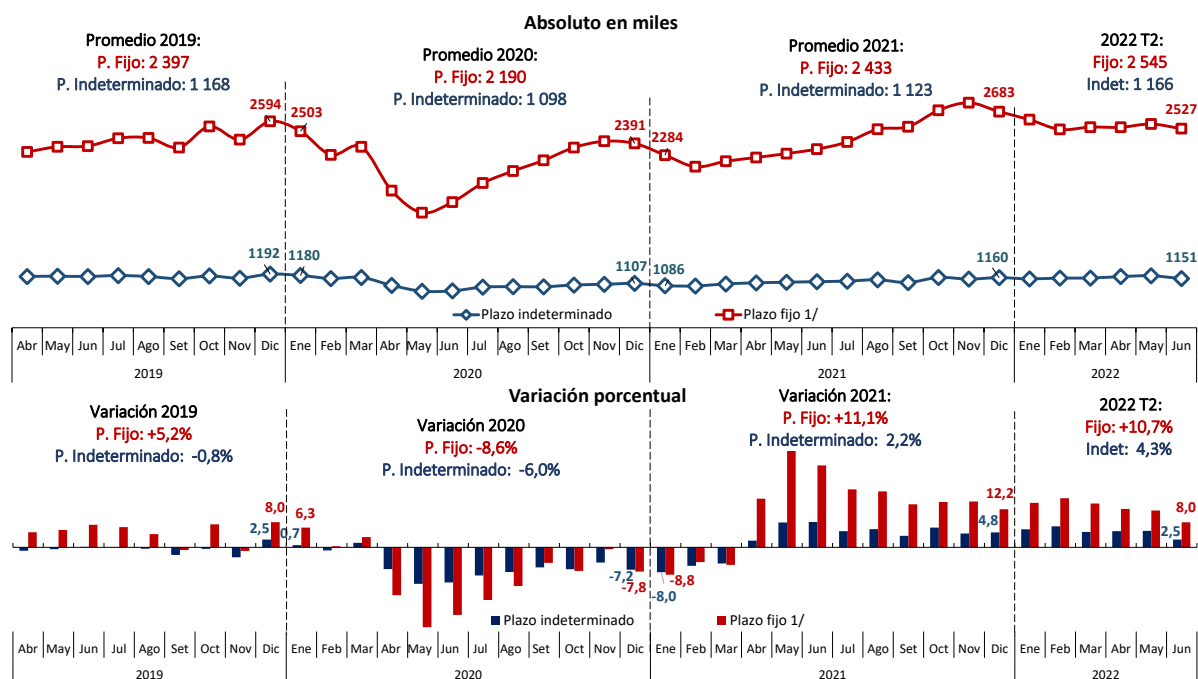 Absoluto en miles
Promedio 2019:
P. Fijo: 2 397
P. Indeterminado: 1 168
Promedio 2020:
P. Fijo: 2 190
P. Indeterminado: 1 098
Promedio 2021:
P. Fijo: 2 433
P. Indeterminado: 1 123
2022 T2:
Fijo: 2 545
Indet: 1 166
2594
2503
2391
2284
2683
2527
1192
1180
1107
1086
1160
1151
Plazo indeterminado
Plazo fijo 1/
Abr May Jun Jul Ago Set Oct Nov Dic Ene Feb Mar Abr May Jun Jul Ago Set Oct Nov Dic Ene Feb Mar Abr May Jun Jul Ago Set Oct Nov Dic Ene Feb Mar Abr May Jun
2019 2020 2021 2022
Variación porcentual
Variación 2019
P. Fijo: +5,2%
P. Indeterminado: -0,8%
Variación 2020
P. Fijo: -8,6%
P. Indeterminado: -6,0%
Variación 2021:
P. Fijo: +11,1%
P. Indeterminado: 2,2%
2022 T2:
Fijo: +10,7%
Indet: 4,3%
2,5
8,0
0,7
6,3
-7,2
-7,8
-8,0
-8,8
4,8
12,2
2,5
8,0
Plazo indeterminado
Plazo fijo 1/
Abr May Jun Jul Ago Set Oct Nov Dic Ene Feb Mar Abr May Jun Jul Ago Set Oct Nov Dic Ene Feb Mar Abr May Jun Jul Ago Set Oct Nov Dic Ene Feb Mar Abr May Jun
2019 2020 2021 2022